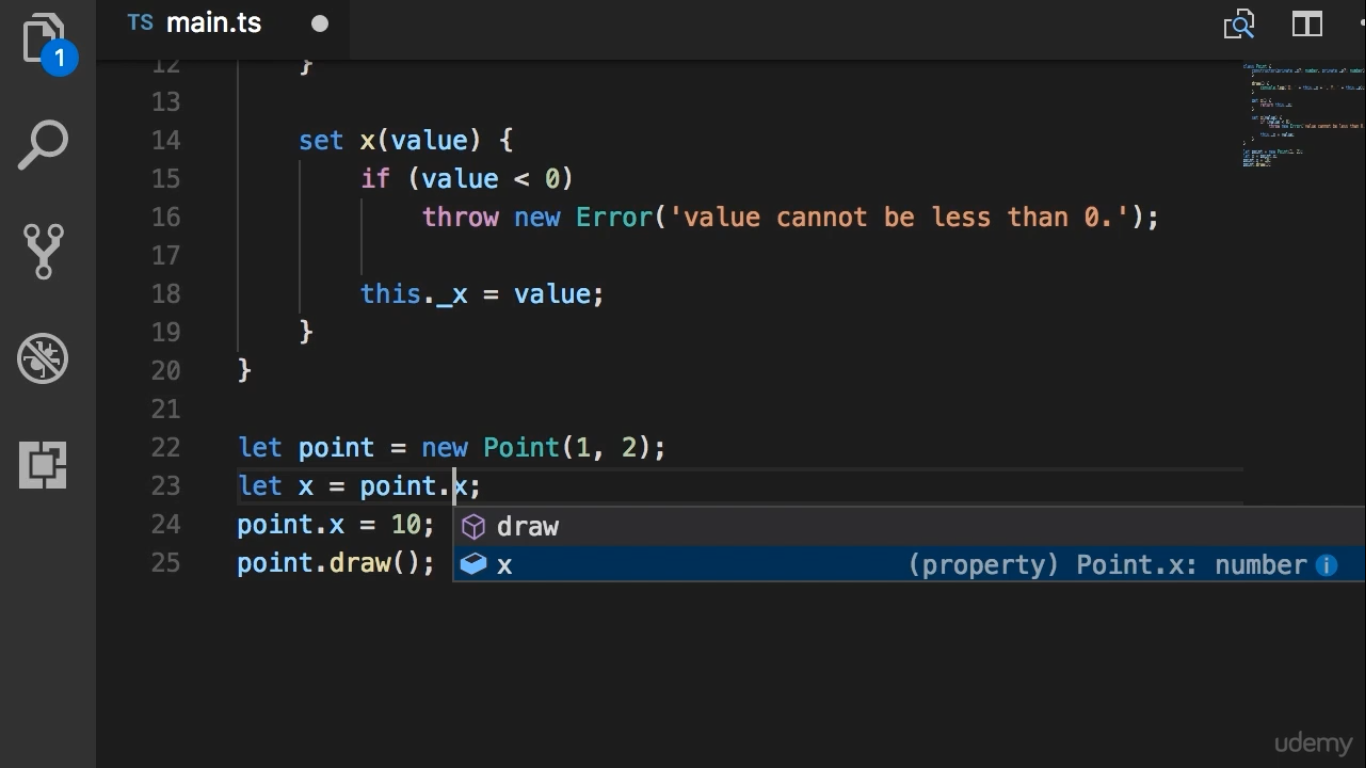 TS main.ts
1
12 }
13
14 set x(value) {
15 if (value < 0)
16 throw new Error('value cannot be less than 0.');
17
18 this._x = value;
19 }
20 }
21
22 let point = new Point(1, 2);
23 let x = point.x;
24 point.x = 10;
draw
25 point.draw();
x (property) Point.x: number
udemy